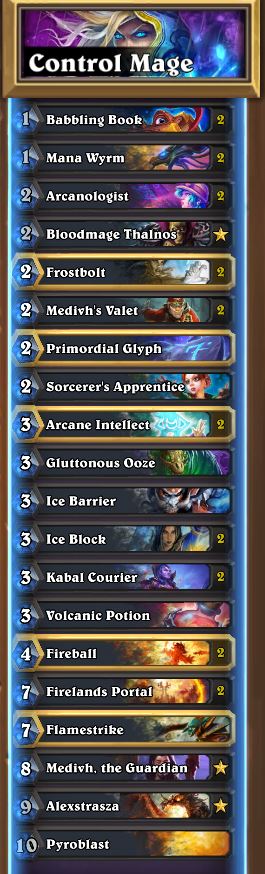 Control Mage
1 Babbling Book 2
1 Mana Wyrm 2
2 Arcanologist 2
2 Bloodmage Thalnos
2 Frostbolt 2
2 Medivh's Valet 2
2 Primordial Glyph
2 Sorcerer's Apprentice
3 Arcane Intellect 2
3 Gluttonous Ooze
3 Ice Barrier
3 Ice Block 2
3 Kabal Courier 2
3 Volcanic Potion
4 Fireball 2
7 Firelands Portal 2
7 Flamestrike
8 Medivh, the Guardian
9 Alexstrasza
10 Pyroblast